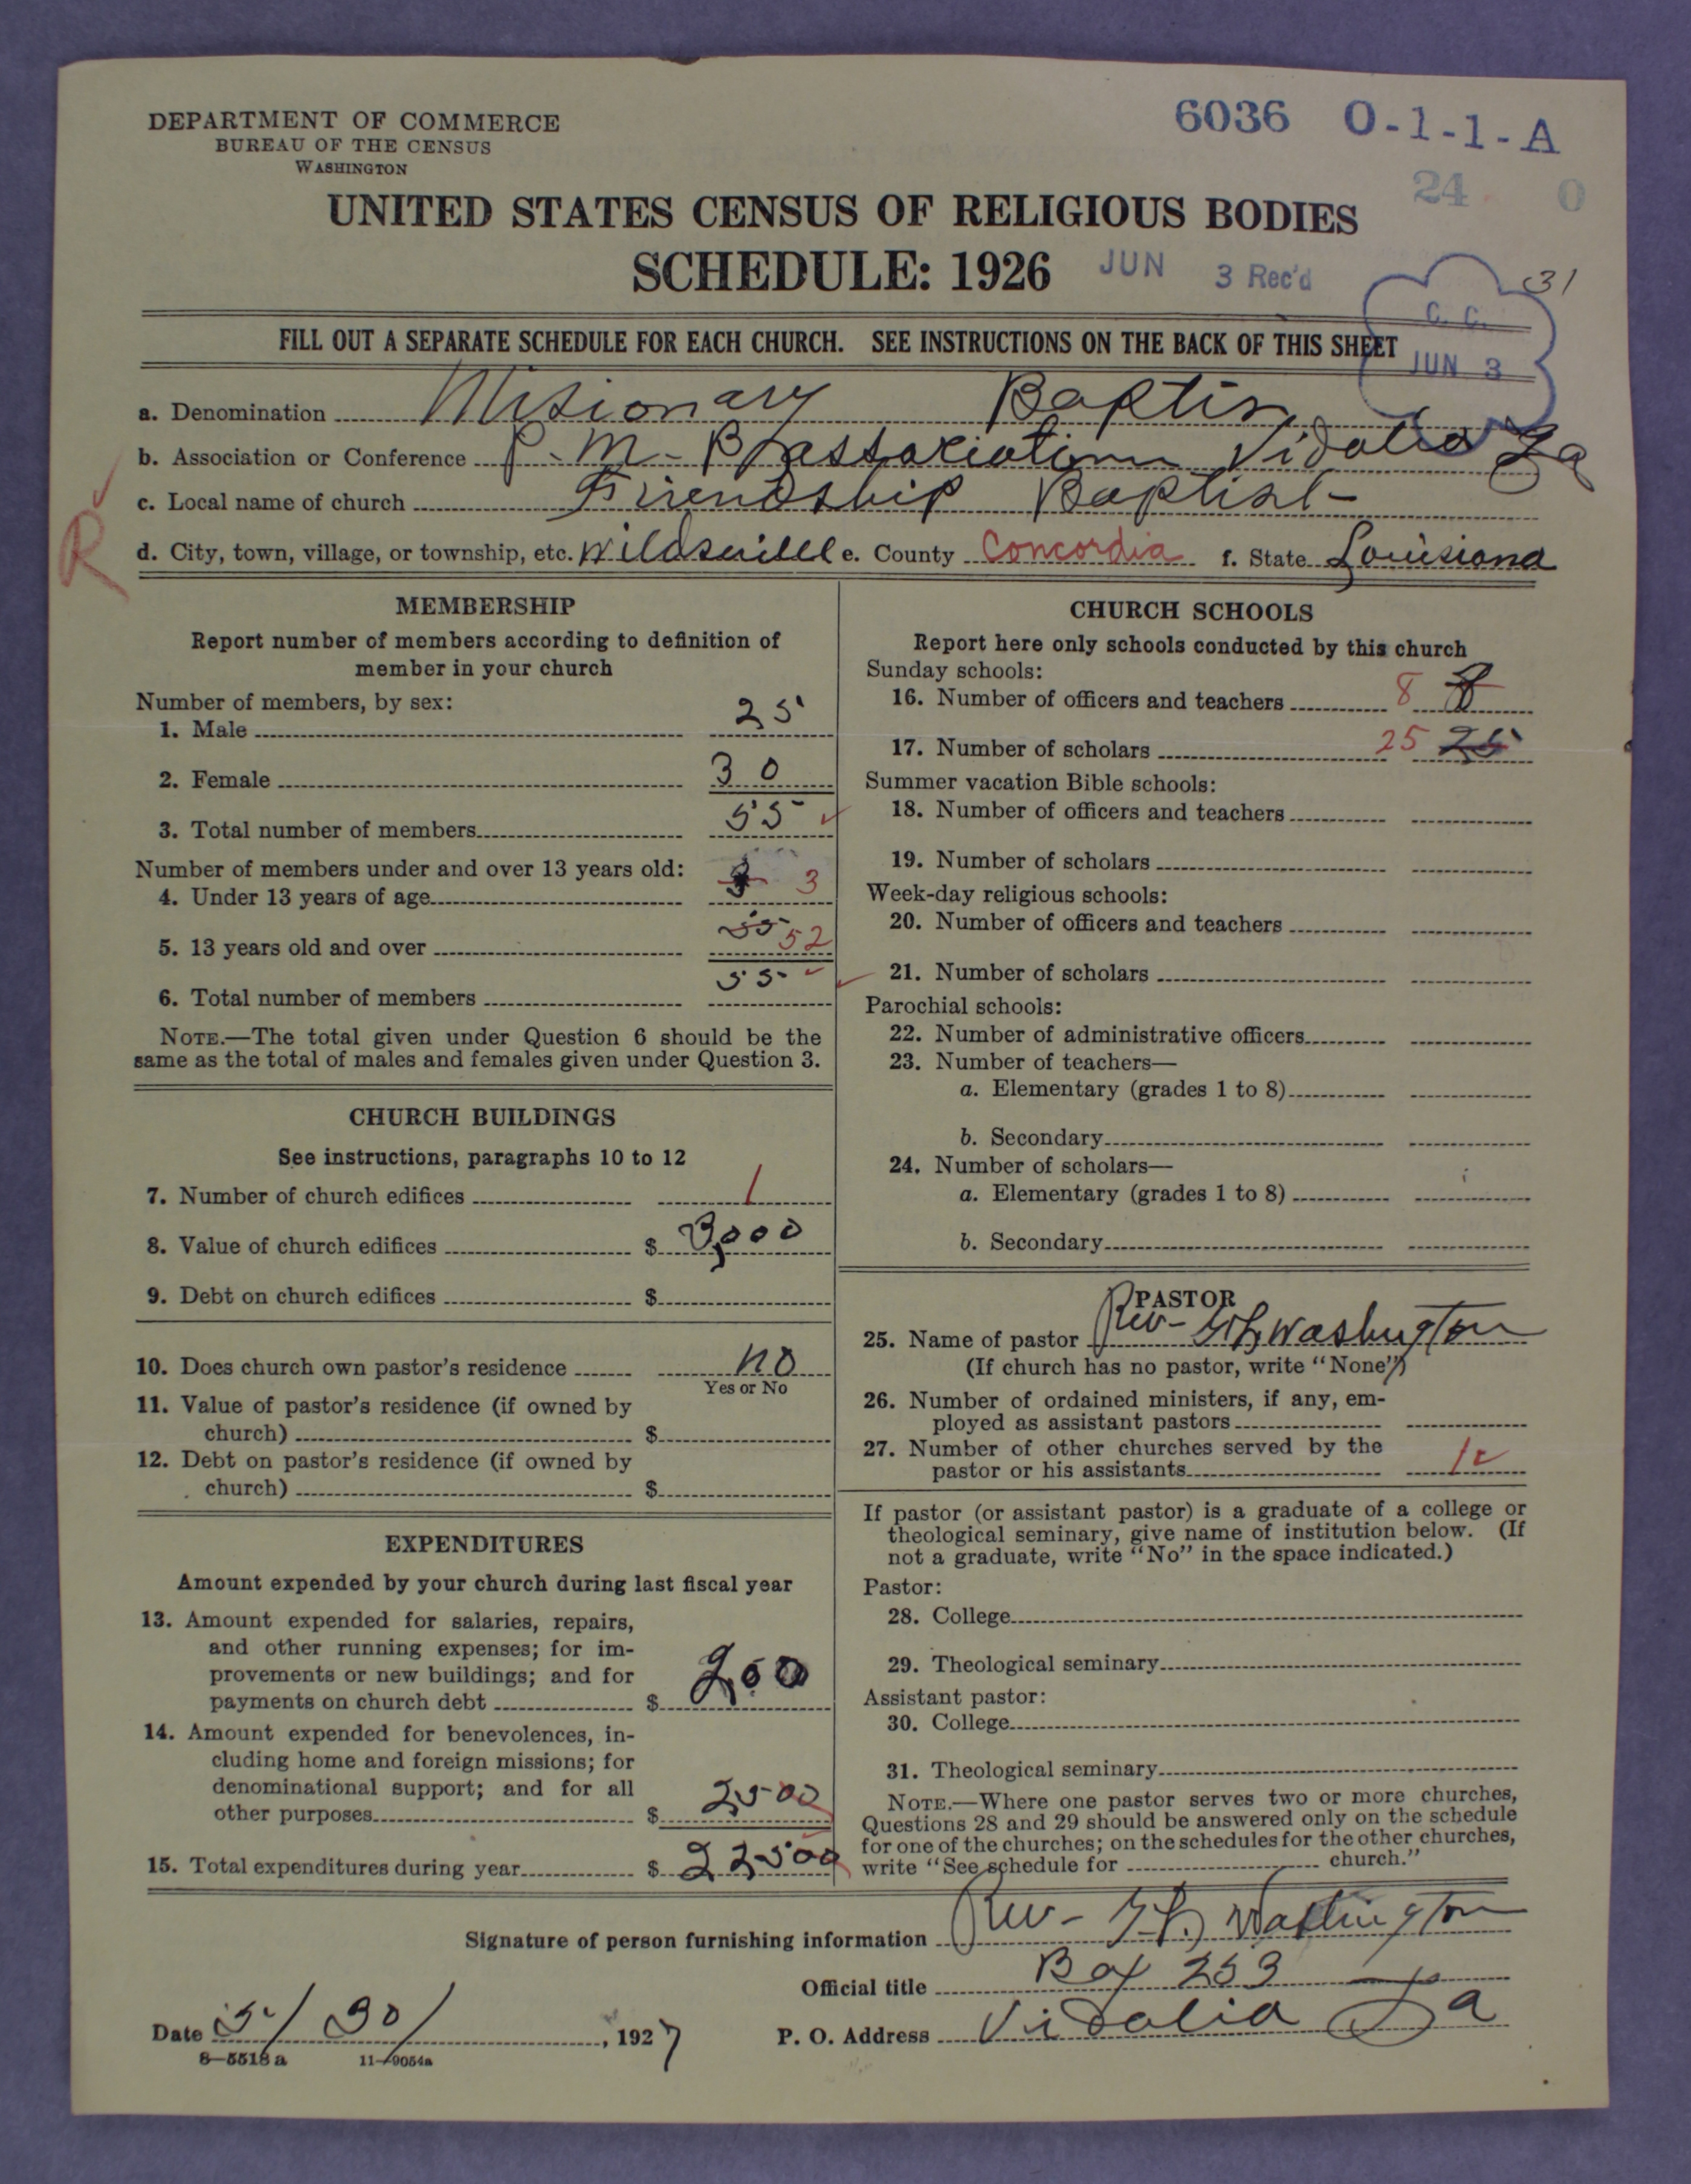 DEPARTMENT OF COMMERCE
BUREAU OF THE CENSUS
WASHINGTON
6036 O-1-1-A
24 0
UNITED STATES CENSUS OF RELIGIOUS BODIES
SCHEDULE: 1926
JUN 3 Rec'd
31
C. C.
JUN 3
FILL OUT A SEPARATE SCHEDULE FOR EACH CHURCH. SEE INSTRUCTIONS ON THE BACK OF THIS SHEET
a. Denomination Misionary Baptis
b. Association or Conference P. M. B association Vidalia La
c. Local name of church Friendship Baptist
R
d. City, town, village, or township, etc. Wildsville e. County Concordia f. State Louisiana
MEMBERSHIP
Report number of members according to definition of
member in your church
Number of members, by sex:
1. Male 25
2. Female 30
3. Total number of members 55
Number of members under and over 13 years old:
4. Under 13 years of age 3 3
5. 13 years old and over 55 52
6. Total number of members 55
NOTE.—The total given under Question 6 should be the
same as the total of males and females given under Question 3.
CHURCH BUILDINGS
See instructions, paragraphs 10 to 12
7. Number of church edifices 1
8. Value of church edifices $ 3,000
9. Debt on church edifices $
10. Does church own pastor's residence no
Yes or No
11. Value of pastor's residence (if owned by
church) $
12. Debt on pastor's residence (if owned by
church) $
EXPENDITURES
Amount expended by your church during last fiscal year
13. Amount expended for salaries, repairs,
and other running expenses; for im-
provements or new buildings; and for
payments on church debt $ 200
14. Amount expended for benevolences, in-
cluding home and foreign missions; for
denominational support; and for all
other purposes $ 2500
15. Total expenditures during year $ 22500
CHURCH SCHOOLS
Report here only schools conducted by this church
Sunday schools:
16. Number of officers and teachers 8 8
17. Number of scholars 25 25
Summer vacation Bible schools:
18. Number of officers and teachers
19. Number of scholars
Week-day religious schools:
20. Number of officers and teachers
21. Number of scholars
Parochial schools:
22. Number of administrative officers
23. Number of teachers—
a. Elementary (grades 1 to 8)
b. Secondary
24. Number of scholars—
a. Elementary (grades 1 to 8)
b. Secondary
PASTOR
25. Name of pastor Rev- Washington
(If church has no pastor, write "None")
26. Number of ordained ministers, if any, em-
ployed as assistant pastors
27. Number of other churches served by the
pastor or his assistants
If pastor (or assistant pastor) is a graduate of a college or
theological seminary, give name of institution below. (If
not a graduate, write "No" in the space indicated.)
Pastor:
28. College
29. Theological seminary
Assistant pastor:
30. College
31. Theological seminary
NOTE.—Where one pastor serves two or more churches,
Questions 28 and 29 should be answered only on the schedule
for one of the churches; on the schedules for the other churches,
write "See schedule for church."
Signature of person furnishing information Rev- Washington
Official title Box 253
Date 5/30/, 1927
P. O. Address Vidalia La
8-5518a 11-9054a